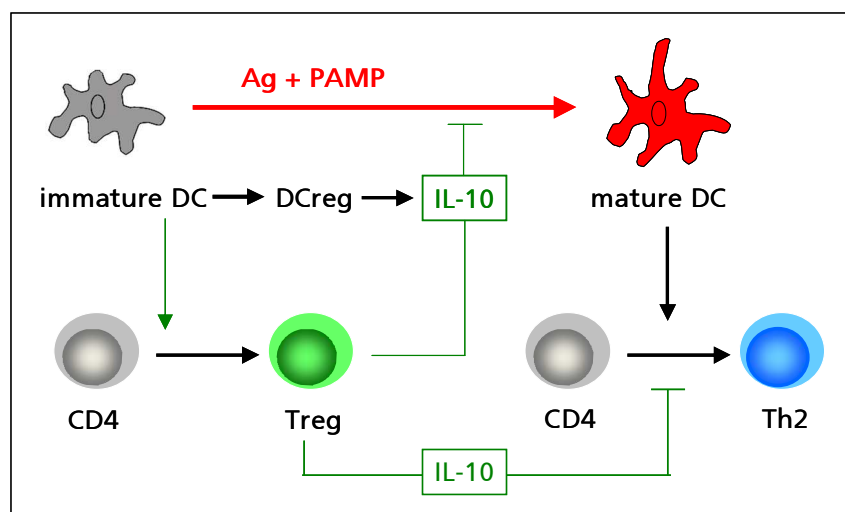 Ag + PAMP
immature DC
DCreg
IL-10
mature DC
CD4
Treg
CD4
Th2
IL-10